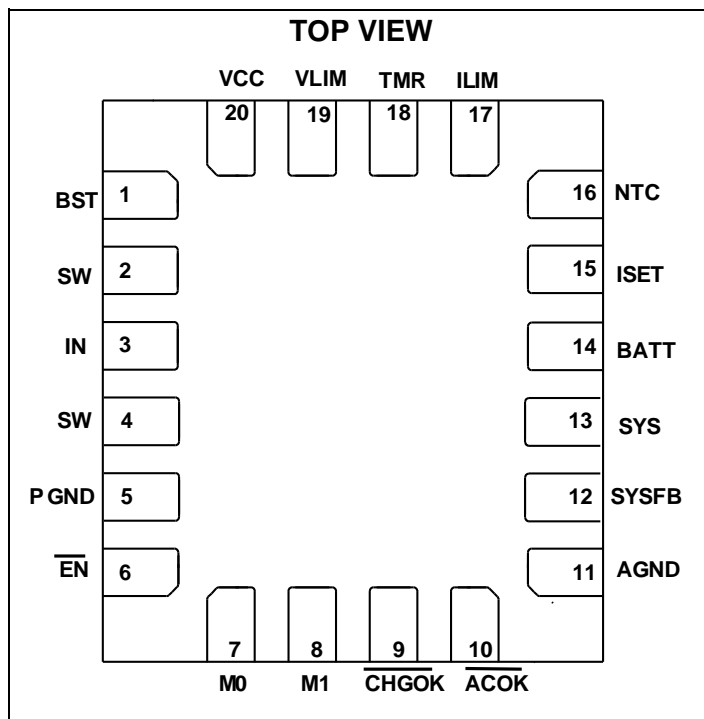 TOP VIEW
VCC VLIM TMR ILIM
20 19 18 17
BST 1 16 NTC
SW 2 15 ISET
IN 3 14 BATT
SW 4 13 SYS
PGND 5 12 SYSFB
EN 6 11 AGND
7 8 9 10
M0 M1 CHGOK ACOK